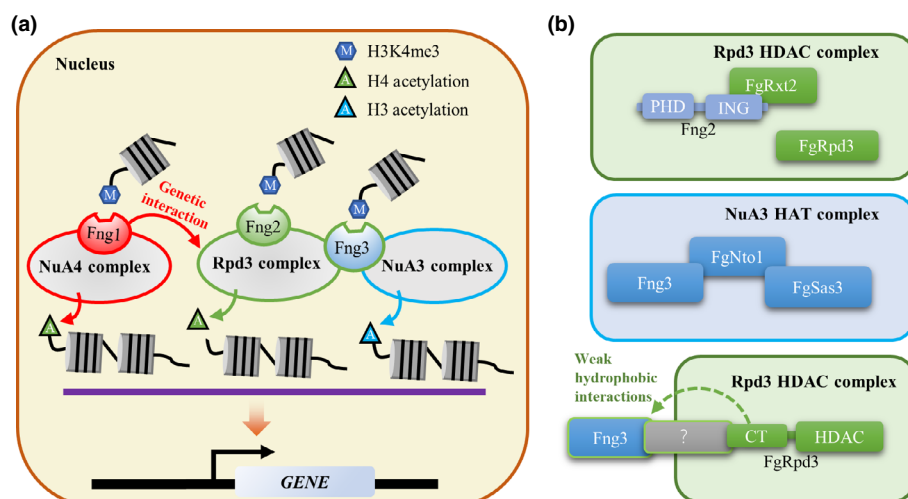 (a)
Nucleus
M H3K4me3
A H4 acetylation
A H3 acetylation
M
M
M
Genetic
interaction
Fng1
Fng2
Fng3
NuA4 complex
Rpd3 complex
NuA3 complex
A
A
A
GENE
(b)
Rpd3 HDAC complex
FgRxt2
PHD ING
Fng2
FgRpd3
NuA3 HAT complex
FgNto1
Fng3
FgSas3
Weak
hydrophobic
interactions
Rpd3 HDAC complex
Fng3 ? CT HDAC
FgRpd3